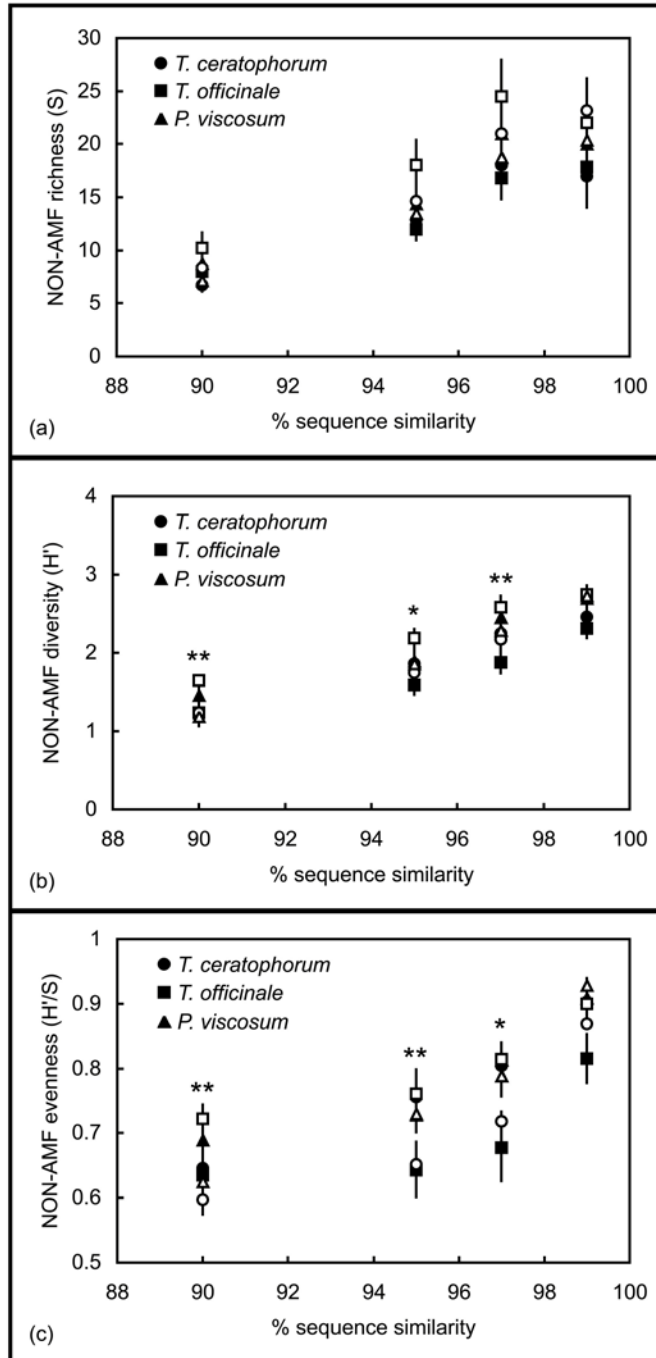 30
25
20
15
10
5
0
NON-AMF richness (S)
T. ceratophorum
T. officinale
P. viscosum
88 90 92 94 96 98 100
% sequence similarity
(a)
4
3
2
1
0
NON-AMF diversity (H')
T. ceratophorum
T. officinale
P. viscosum
** * **
88 90 92 94 96 98 100
% sequence similarity
(b)
1
0.9
0.8
0.7
0.6
0.5
NON-AMF evenness (H'/S)
T. ceratophorum
T. officinale
P. viscosum
** ** *
88 90 92 94 96 98 100
% sequence similarity
(c)